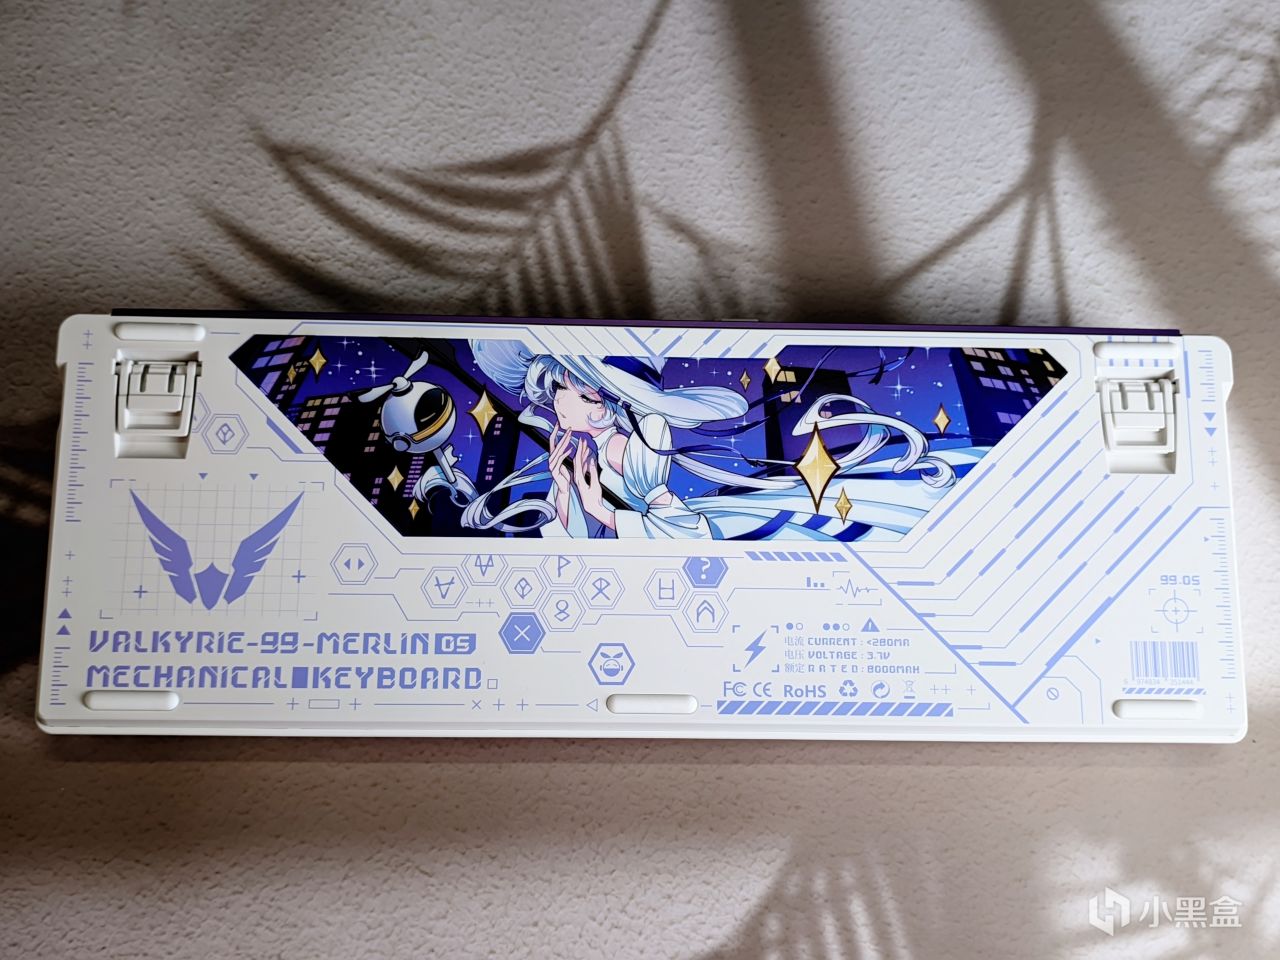 VALKYRIE-99-MERLIN 05
MECHANICAL KEYBOARD
?
电流 CURRENT : <280MA
电压 VOLTAGE : 3.7V
额定 RATED : 8000MAH
FC CE RoHS
99.05
小黑盒